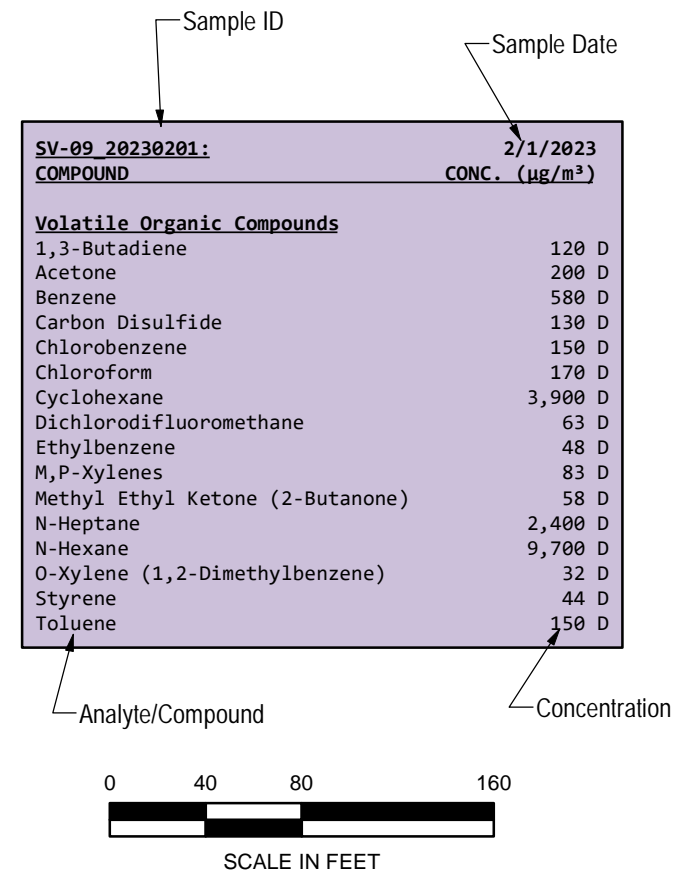 Sample ID
Sample Date
SV-09_20230201: 2/1/2023
COMPOUND CONC. (µg/m³)
Volatile Organic Compounds
1,3-Butadiene 120 D
Acetone 200 D
Benzene 580 D
Carbon Disulfide 130 D
Chlorobenzene 150 D
Chloroform 170 D
Cyclohexane 3,900 D
Dichlorodifluoromethane 63 D
Ethylbenzene 48 D
M,P-Xylenes 83 D
Methyl Ethyl Ketone (2-Butanone) 58 D
N-Heptane 2,400 D
N-Hexane 9,700 D
O-Xylene (1,2-Dimethylbenzene) 32 D
Styrene 44 D
Toluene 150 D
Analyte/Compound Concentration
0 40 80 160
SCALE IN FEET